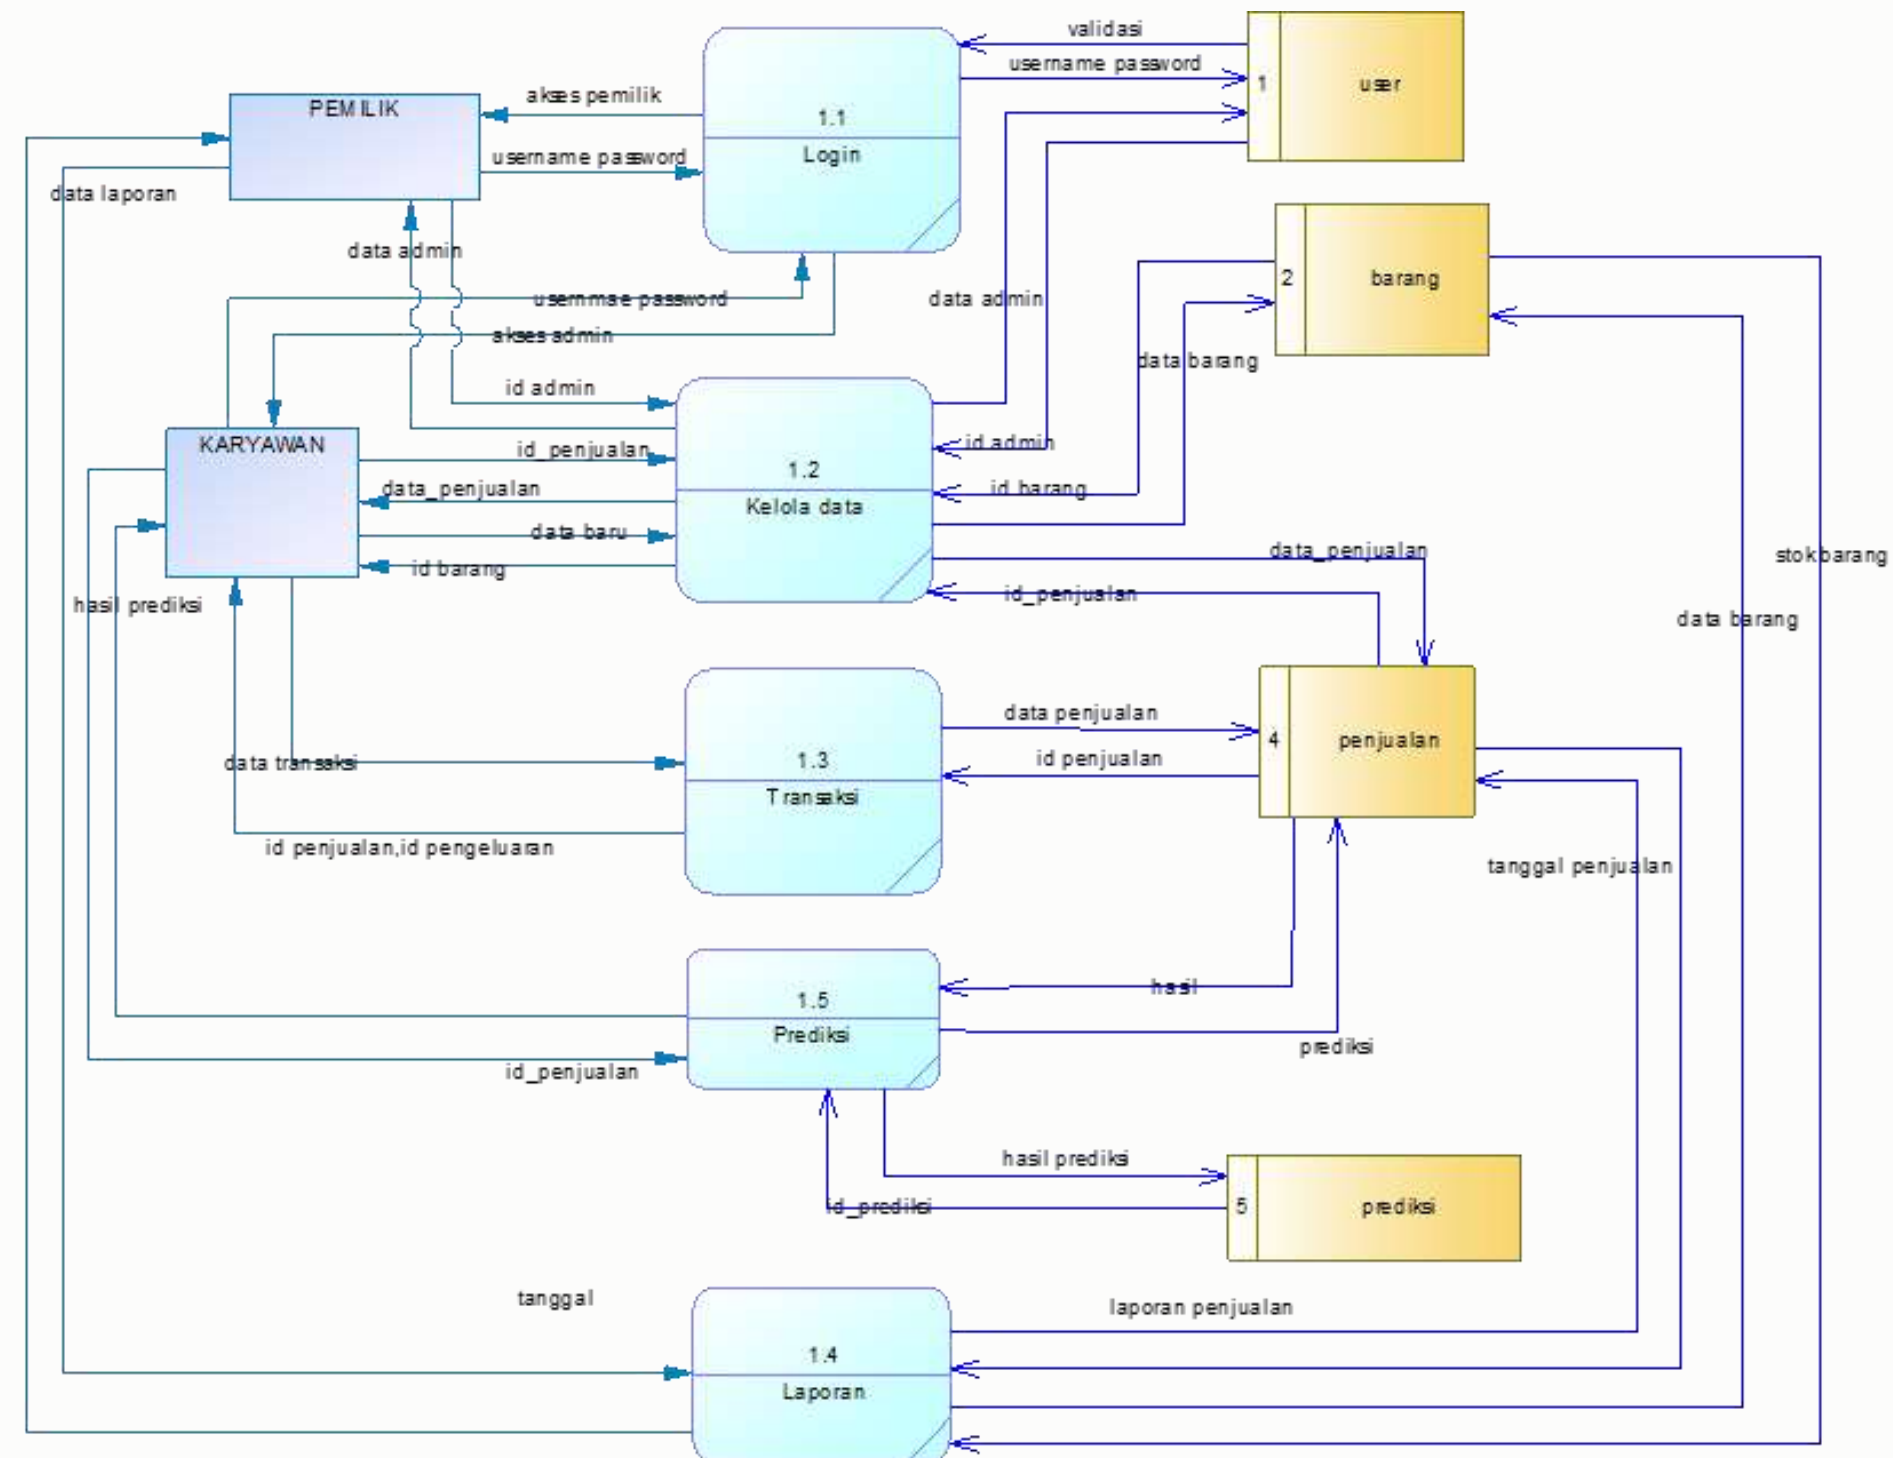 validasi
username password
1
user
PEMILIK
akses pemilik
username password
1.1
Login
data laporan
data admin
2
barang
usernmae password
akses admin
data admin
data barang
id admin
KARYAWAN
id_penjualan
data_penjualan
data baru
id barang
1.2
Kelola data
id admin
id barang
data_penjualan
id_penjualan
stok barang
data barang
hasil prediksi
data transaksi
1.3
Transaksi
data penjualan
id penjualan
4
penjualan
id penjualan,id pengeluaran
tanggal penjualan
1.5
Prediksi
hasil
prediksi
id_penjualan
hasil prediksi
id_prediksi
5
prediksi
tanggal
laporan penjualan
1.4
Laporan